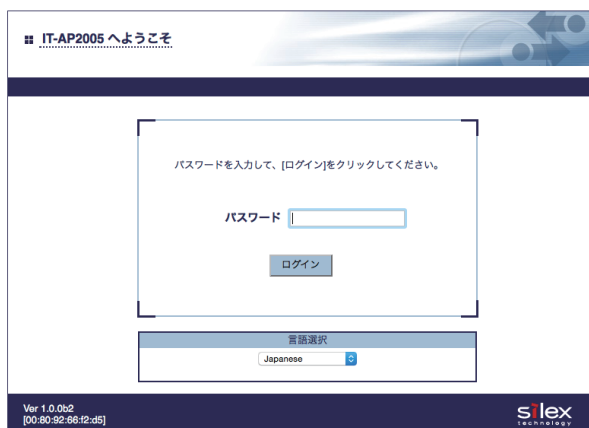 IT-AP2005 へようこそ
パスワードを入力して、[ログイン]をクリックしてください。
パスワード
ログイン
言語選択
Japanese
Ver 1.0.0b2
[00:80:92:66:f2:d5]
silex
technology